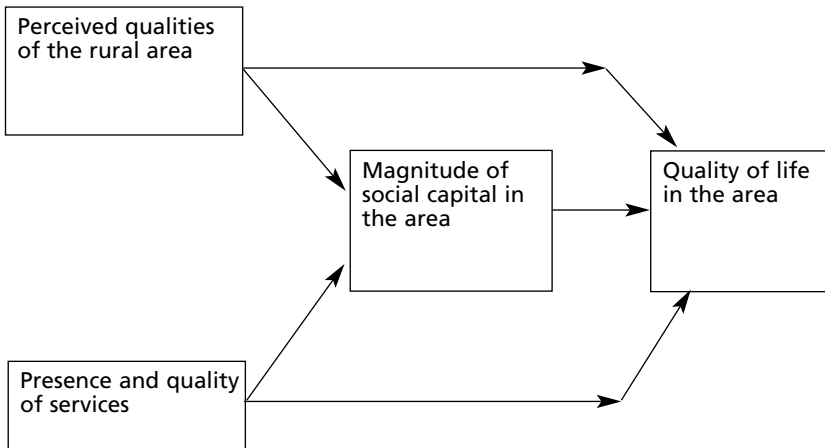 Perceived qualities
of the rural area
Magnitude of
social capital in
the area
Quality of life
in the area
Presence and quality
of services